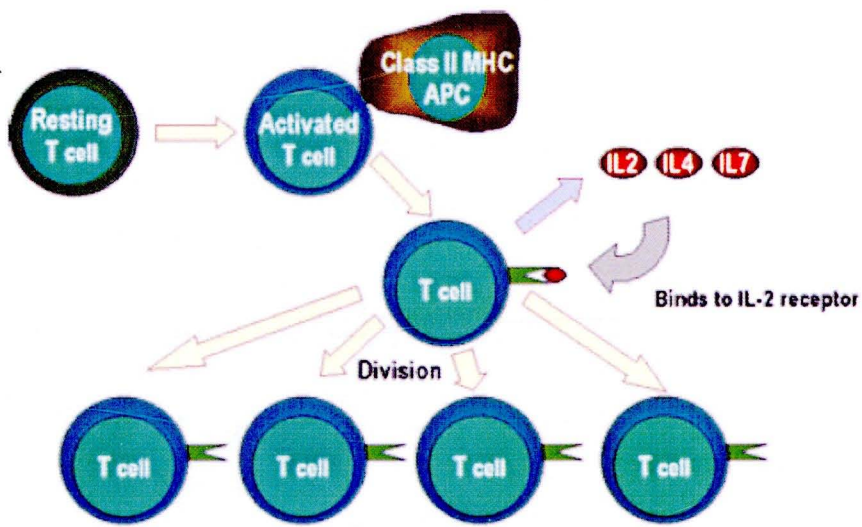 Class II MHC
APC
Resting
T cell
Activated
T cell
IL2 IL4 IL7
T cell
Binds to IL-2 receptor
Division
T cell
T cell
T cell
T cell